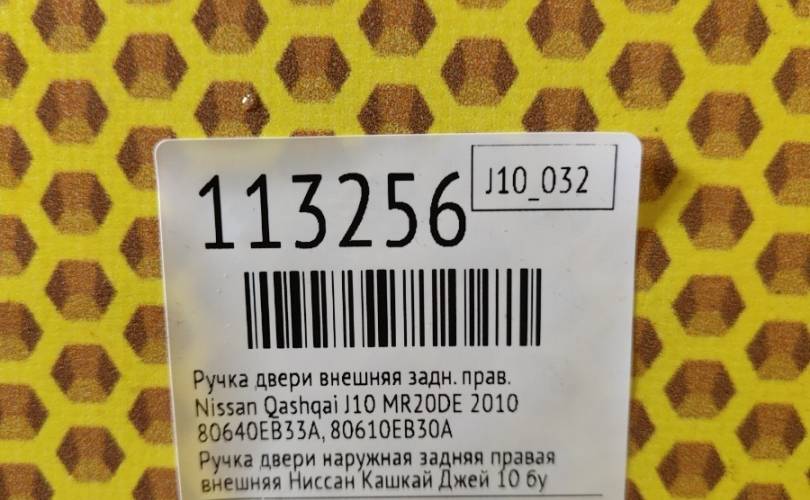 113256
J10_032
Ручка двери внешняя задн. прав.
Nissan Qashqai J10 MR20DE 2010
80640EB33A, 80610EB30A
Ручка двери наружная задняя правая
внешняя Ниссан Кашкай Джей 10 бу